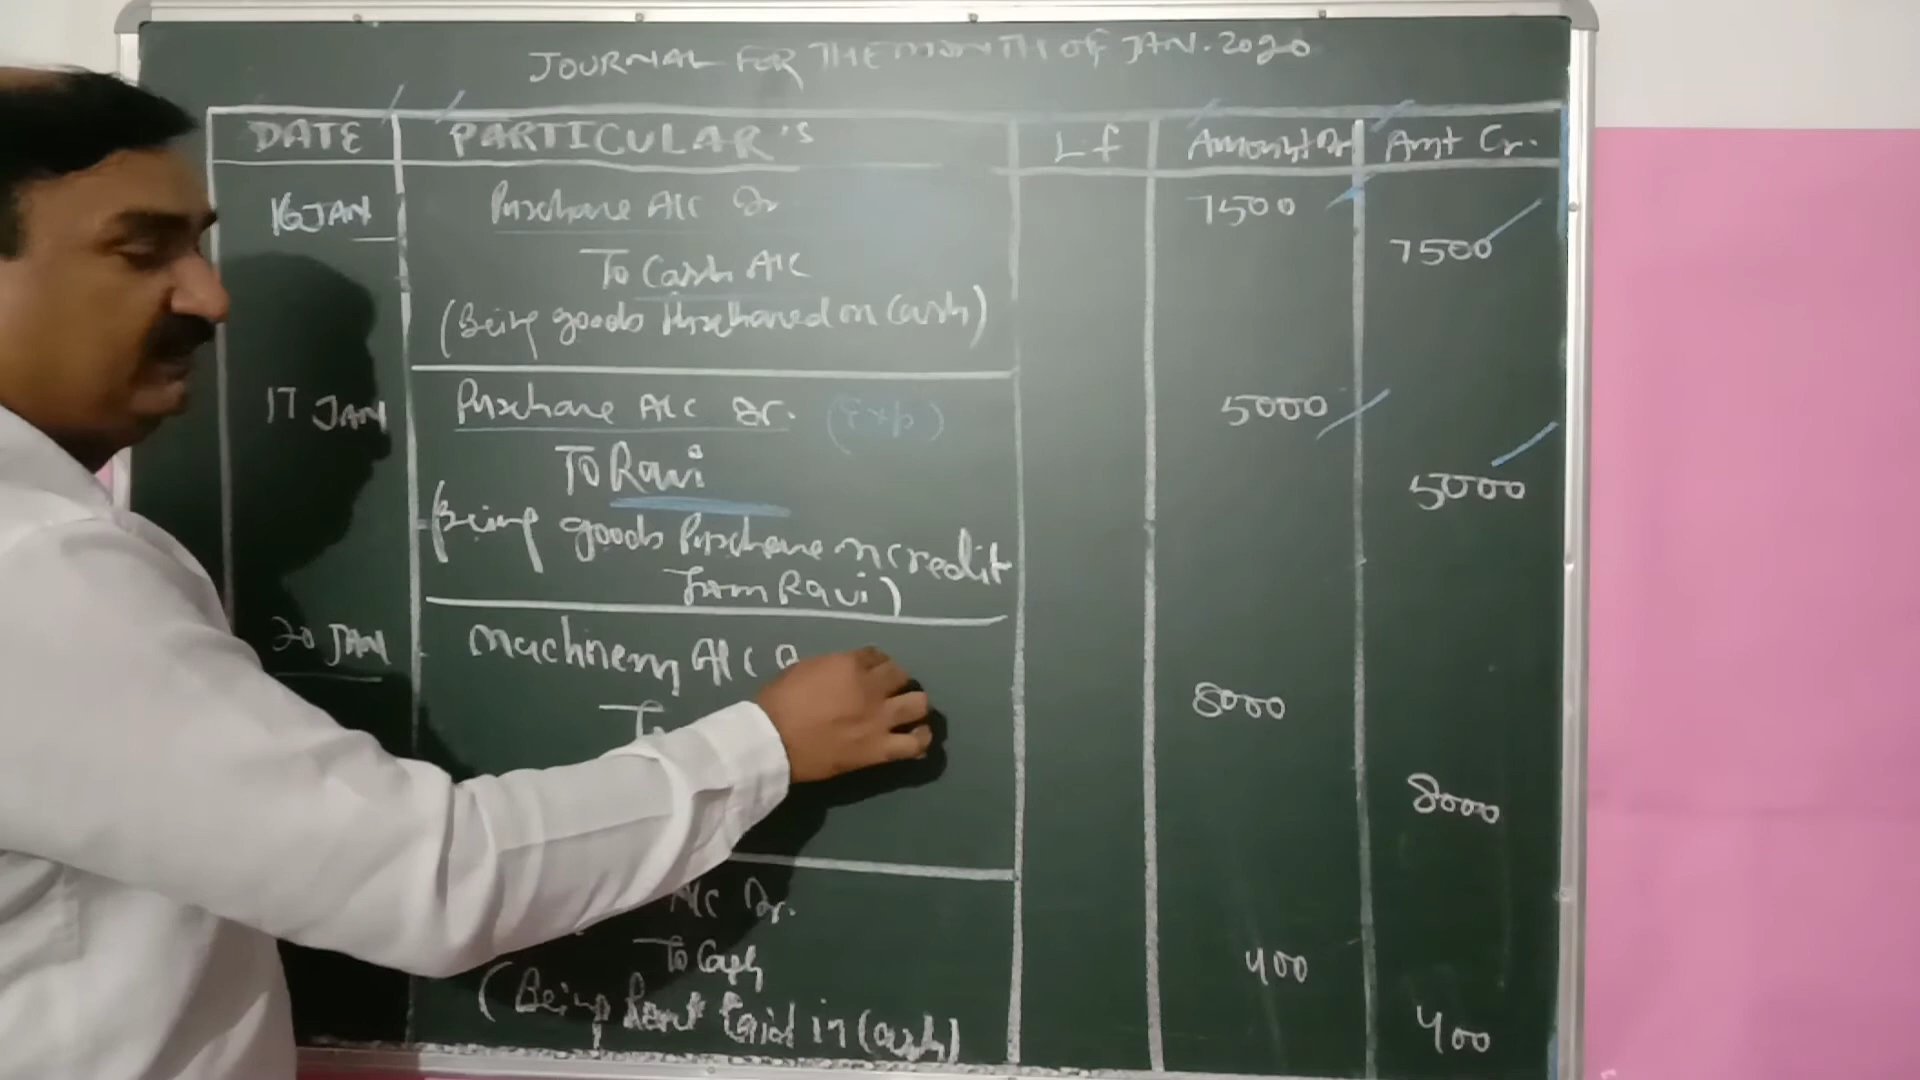 JOURNAL FOR THE MONTH OF JAN. 2020
DATE PARTICULAR'S L.f Amount Dr Amt Cr.
16 JAN Purchase A/C Dr 7500
To Cash A/C 7500
(Being goods Purchased on Cash)
17 JAN Purchase A/C Dr. (Exp) 5000
To Ravi 5000
(Being goods Purchase on credit
from Ravi)
20 JAN Machinery A/C 8000
To 8000
A/C Dr. 400
To Cash
(Being Rent Paid in Cash) 400